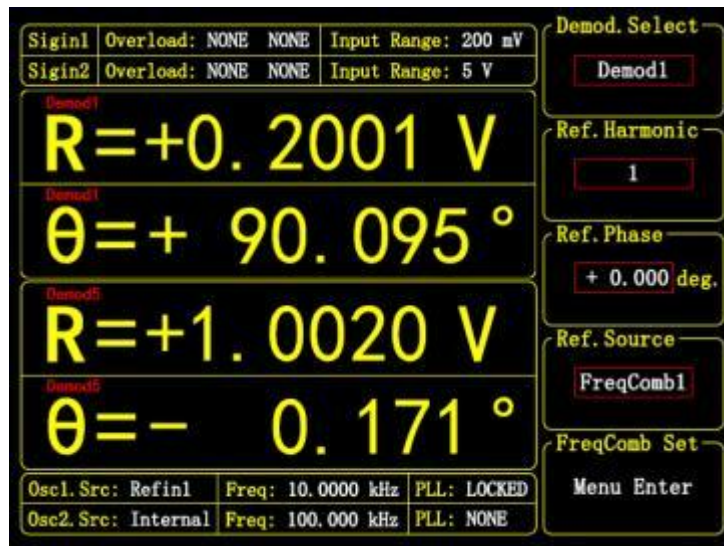 Sigin1 Overload: NONE NONE Input Range: 200 mV
Sigin2 Overload: NONE NONE Input Range: 5 V
Demod1
R=+0.2001 V
Demod1
θ=+ 90.095 °
Demod5
R=+1.0020 V
Demod5
θ=- 0.171 °
Osc1.Src: Refin1 Freq: 10.0000 kHz PLL: LOCKED
Osc2.Src: Internal Freq: 100.000 kHz PLL: NONE
Demod.Select
Demod1
Ref.Harmonic
1
Ref.Phase
+ 0.000 deg.
Ref.Source
FreqComb1
FreqComb Set
Menu Enter